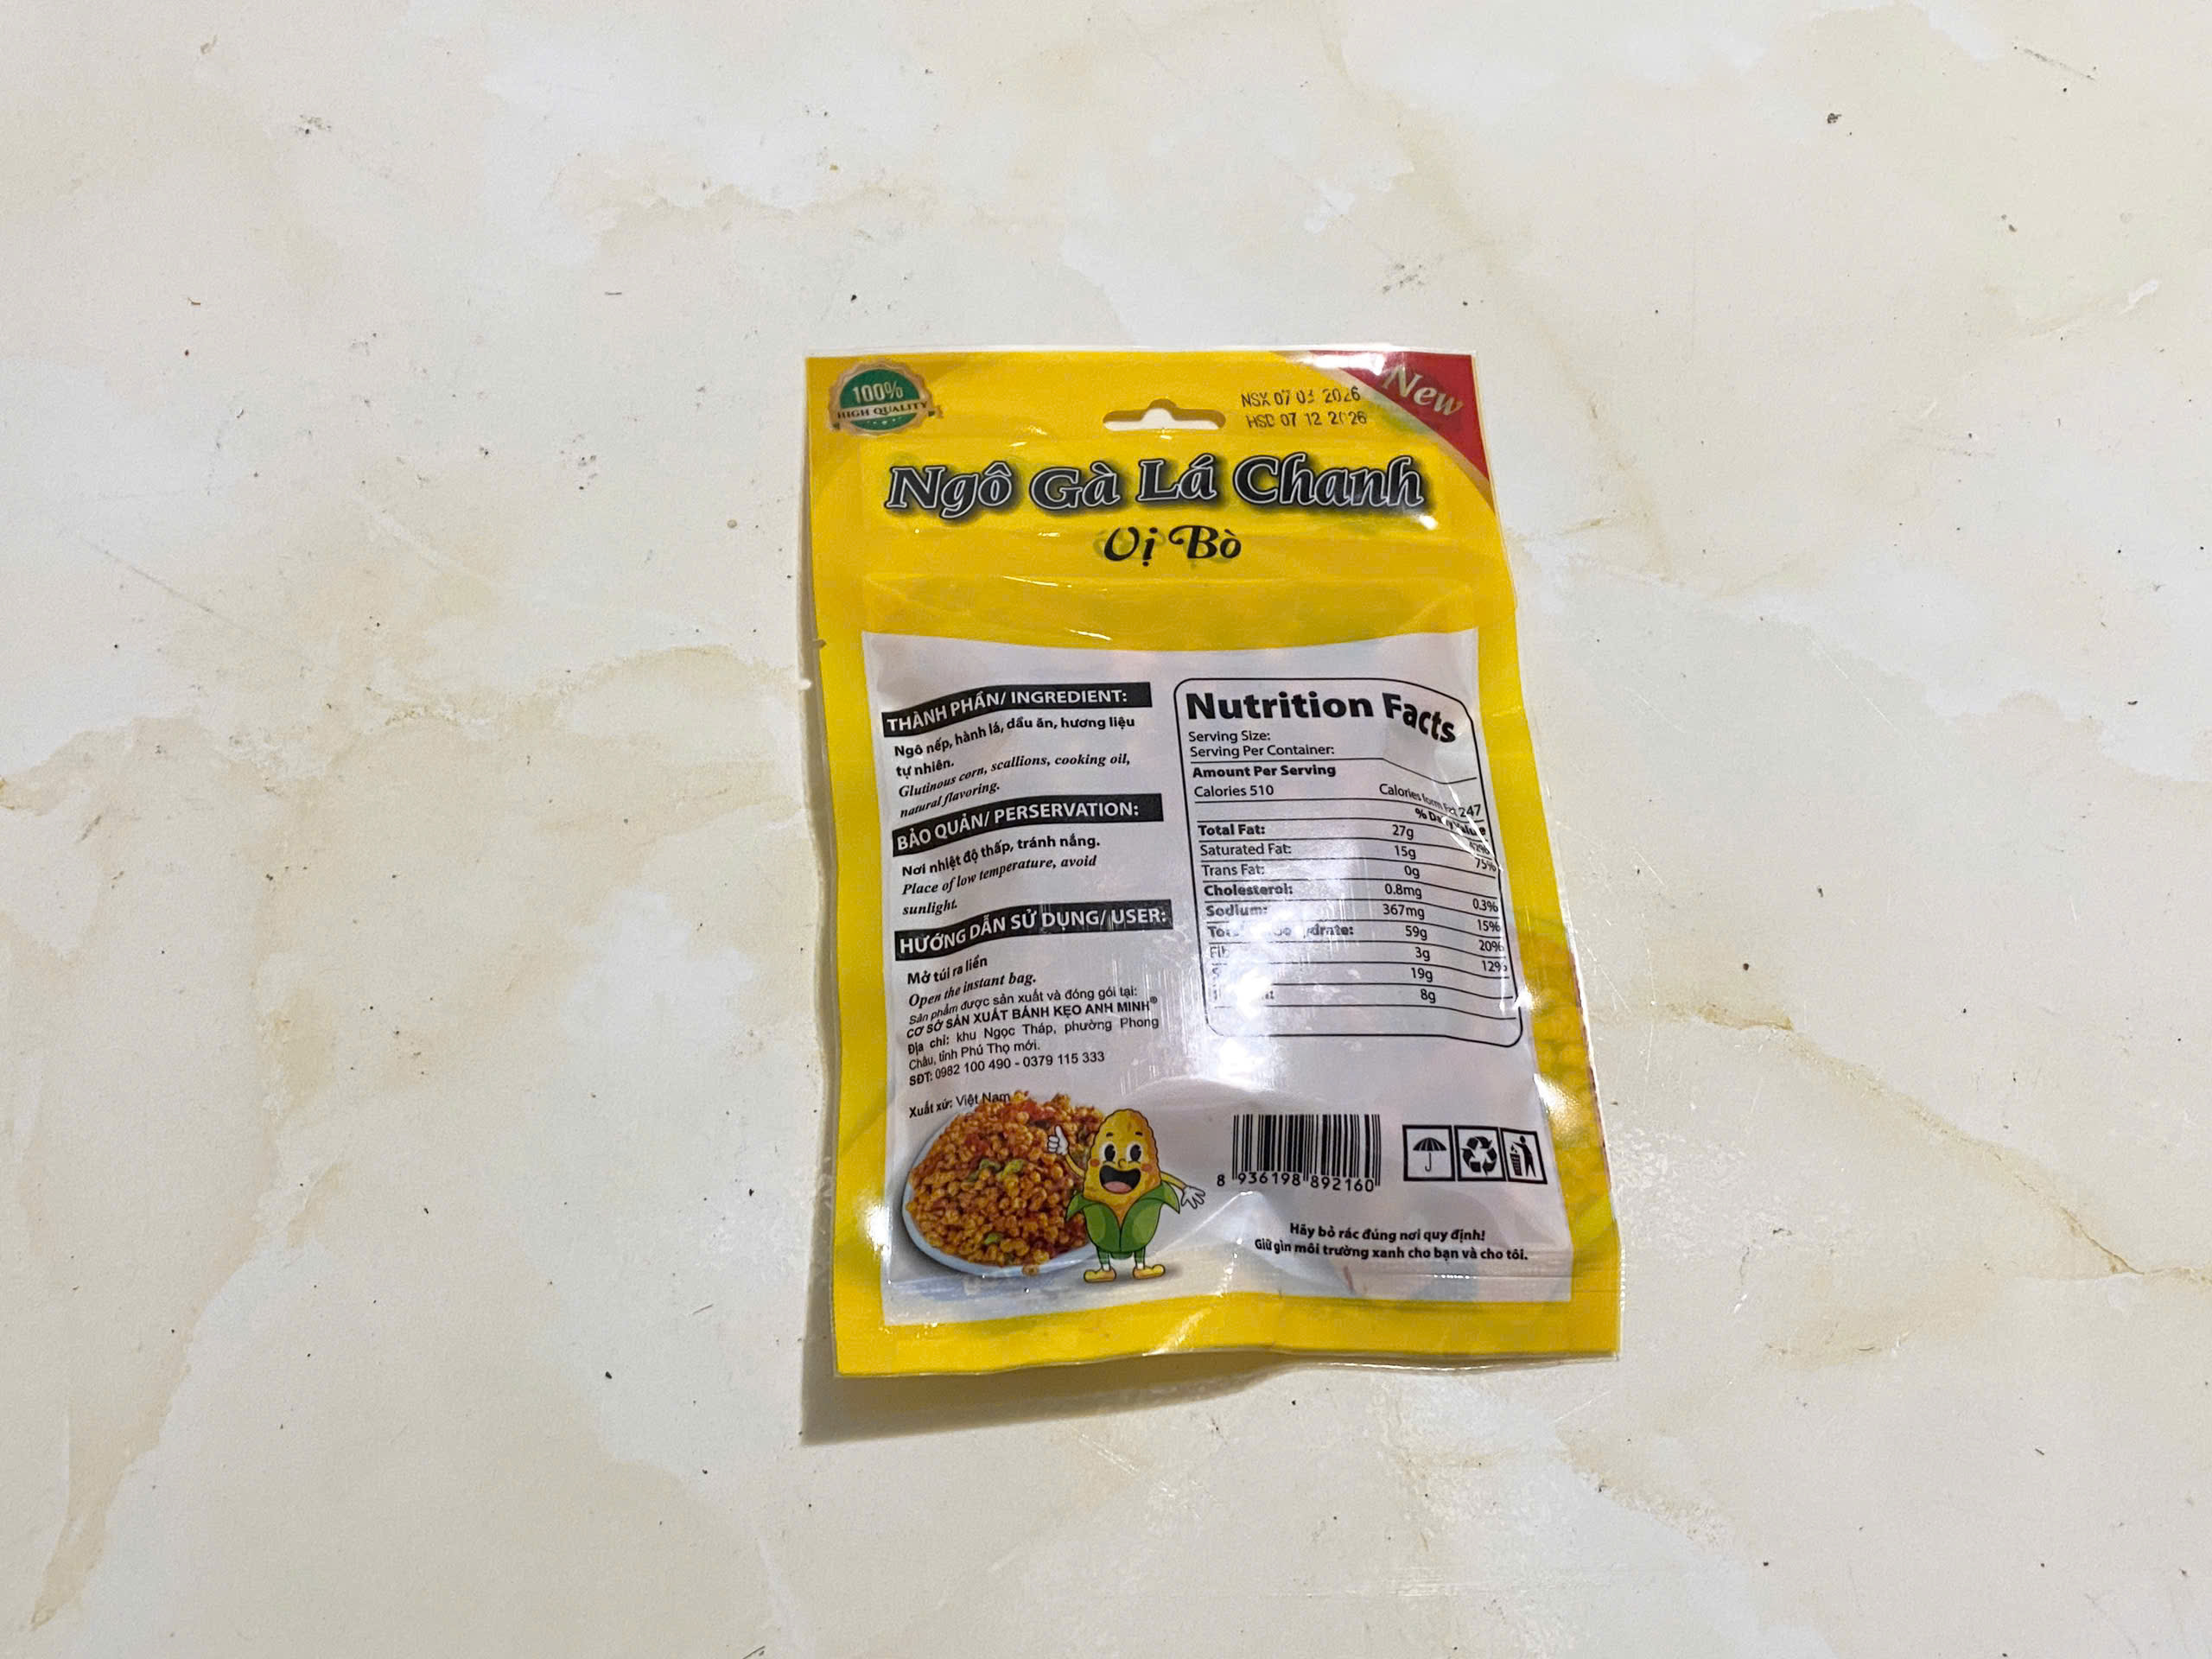 100%
HIGH QUALITY
New
NSX 07 03 2026
HSD 07 12 2026
Ngô Gà Lá Chanh
Vị Bò
THÀNH PHẦN/ INGREDIENT:
Ngô nếp, hành lá, dầu ăn, hương liệu
tự nhiên.
Glutinous corn, scallions, cooking oil,
natural flavoring.
BẢO QUẢN/ PERSERVATION:
Nơi nhiệt độ thấp, tránh nắng.
Place of low temperature, avoid
sunlight.
HƯỚNG DẪN SỬ DỤNG/ USER:
Mở túi ra liền
Open the instant bag.
Sản phẩm được sản xuất và đóng gói tại:
CƠ SỞ SẢN XUẤT BÁNH KẸO ANH MINH®
Địa chỉ: khu Ngọc Tháp, phường Phong
Châu, tỉnh Phú Thọ mới.
SĐT: 0982 100 490 - 0379 115 333
Xuất xứ: Việt Nam
Nutrition Facts
Serving Size:
Serving Per Container:
Amount Per Serving
Calories 510 Calories form Fat 247
% Daily Value
Total Fat: 27g 42%
Saturated Fat: 15g 75%
Trans Fat: 0g
Cholesterol: 0.8mg 0.3%
Sodium: 367mg 15%
59g 20%
3g 12%
19g
8g
8 936198 892160
Hãy bỏ rác đúng nơi quy định!
Giữ gìn môi trường xanh cho bạn và cho tôi.